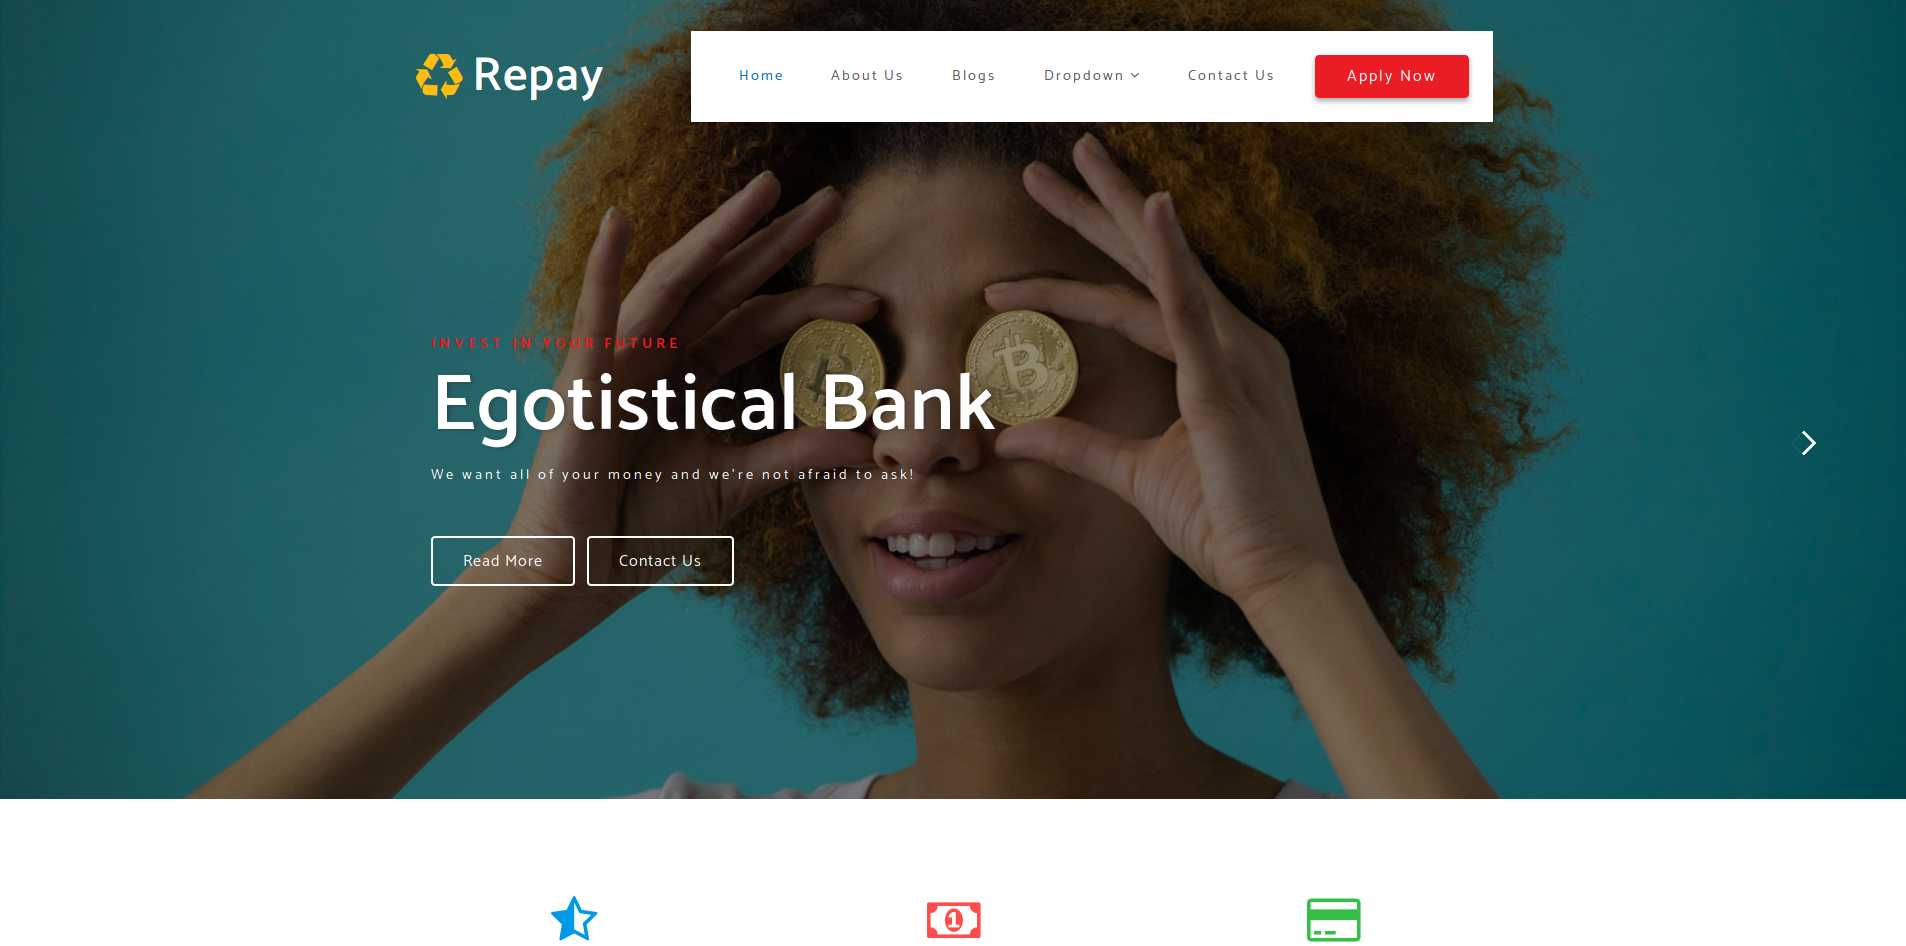 Repay
Home About Us Blogs Dropdown Contact Us Apply Now
INVEST IN YOUR FUTURE
Egotistical Bank
We want all of your money and we're not afraid to ask!
Read More Contact Us
1